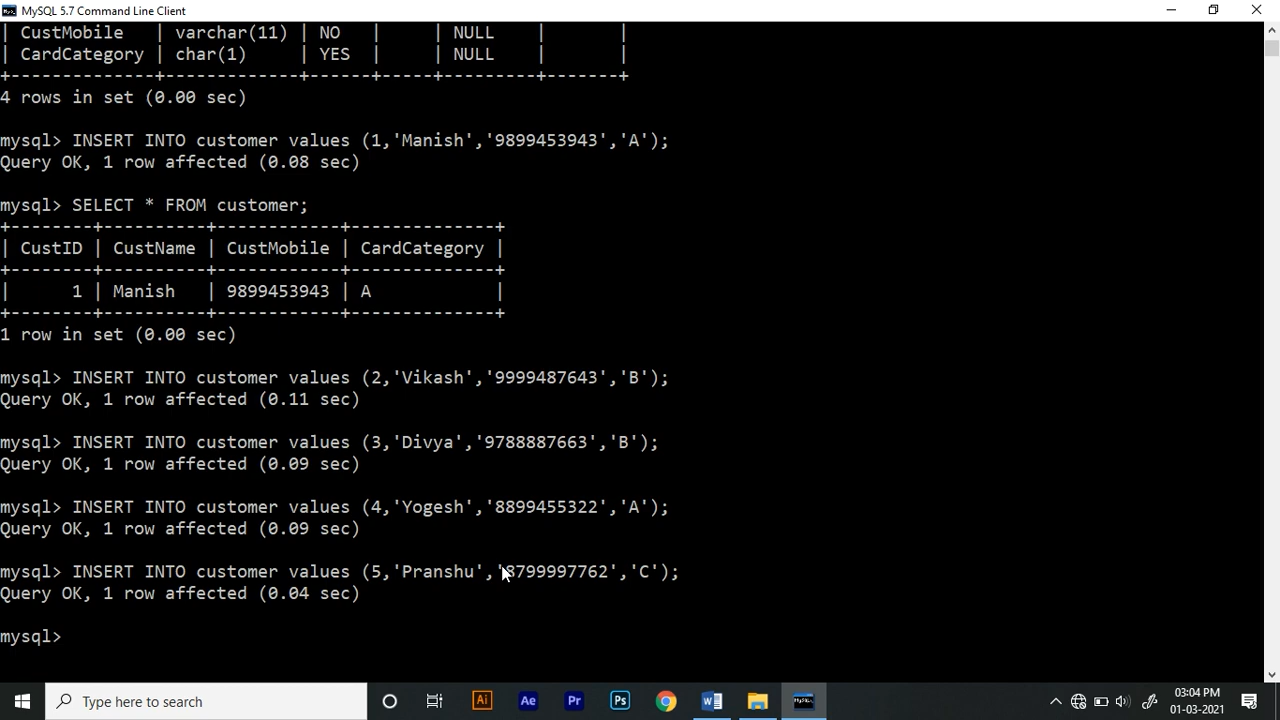 MySQL 5.7 Command Line Client
| CustMobile | varchar(11) | NO | | NULL | |
| CardCategory | char(1) | YES | | NULL | |
+--------------+-------------+------+-----+---------+-------+
4 rows in set (0.00 sec)
mysql> INSERT INTO customer values (1,'Manish','9899453943','A');
Query OK, 1 row affected (0.08 sec)
mysql> SELECT * FROM customer;
+--------+----------+------------+--------------+
| CustID | CustName | CustMobile | CardCategory |
+--------+----------+------------+--------------+
| 1 | Manish | 9899453943 | A |
+--------+----------+------------+--------------+
1 row in set (0.00 sec)
mysql> INSERT INTO customer values (2,'Vikash','9999487643','B');
Query OK, 1 row affected (0.11 sec)
mysql> INSERT INTO customer values (3,'Divya','9788887663','B');
Query OK, 1 row affected (0.09 sec)
mysql> INSERT INTO customer values (4,'Yogesh','8899455322','A');
Query OK, 1 row affected (0.09 sec)
mysql> INSERT INTO customer values (5,'Pranshu','8799997762','C');
Query OK, 1 row affected (0.04 sec)
mysql>
Type here to search
Ai
Ae
Pr
Ps
03:04 PM
01-03-2021